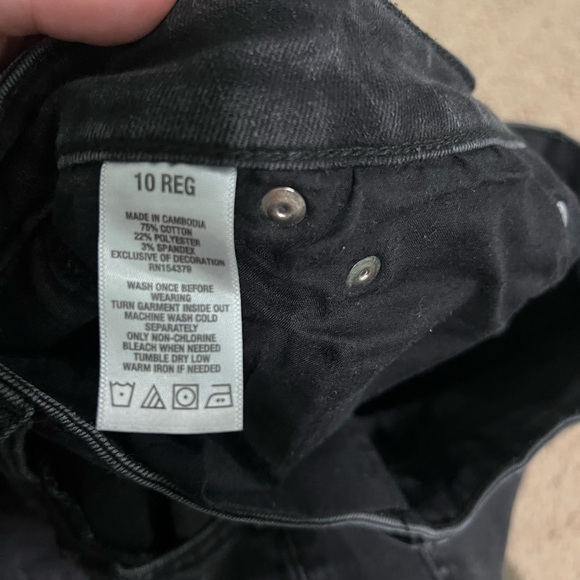 10 REG
MADE IN CAMBODIA
75% COTTON
22% POLYESTER
3% SPANDEX
EXCLUSIVE OF DECORATION
RN154379
WASH ONCE BEFORE
WEARING
TURN GARMENT INSIDE OUT
MACHINE WASH COLD
SEPARATELY
ONLY NON-CHLORINE
BLEACH WHEN NEEDED
TUMBLE DRY LOW
WARM IRON IF NEEDED